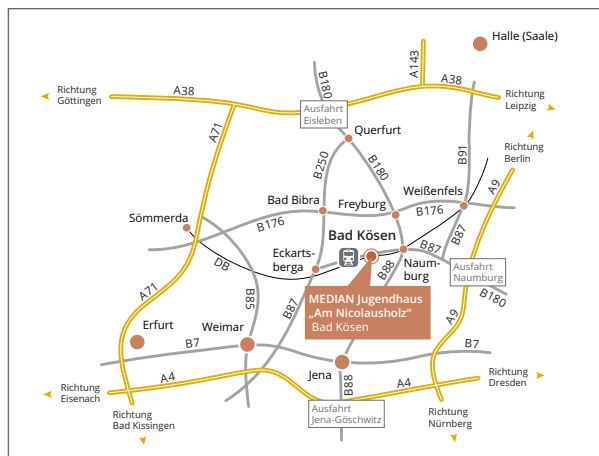 Halle (Saale)
A143
B180
Richtung
Göttingen
A38
A38
Richtung
Leipzig
Ausfahrt
Eisleben
A71
Querfurt
B250
B180
B91
Richtung
Berlin
A9
Bad Bibra
Freyburg
Weißenfels
B176
B176
Sömmerda
Bad Kösen
B87
B87
DB
Eckarts-
berga
B88
Naum-
burg
Ausfahrt
Naumburg
B180
A71
B85
B87
MEDIAN Jugendhaus
„Am Nicolausholz“
Bad Kösen
A9
Erfurt
Weimar
B7
B7
Jena
A4
B88
A4
Richtung
Eisenach
Richtung
Dresden
Richtung
Bad Kissingen
Ausfahrt
Jena-Göschwitz
Richtung
Nürnberg